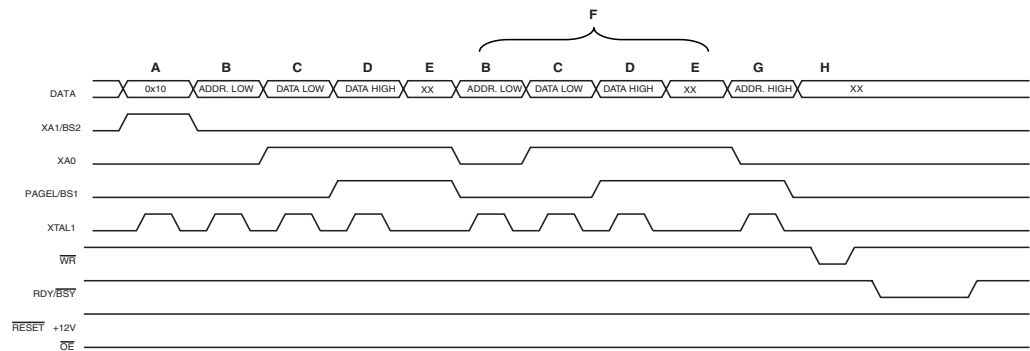 F
A B C D E B C D E G H
DATA 0x10 ADDR. LOW DATA LOW DATA HIGH XX ADDR. LOW DATA LOW DATA HIGH XX ADDR. HIGH XX
XA1/BS2
XA0
PAGEL/BS1
XTAL1
WR
RDY/BSY
RESET +12V
OE